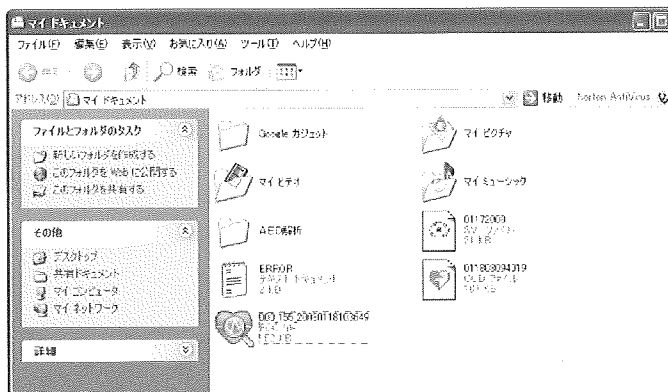 マイ ドキュメント
ファイル(F) 編集(E) 表示(V) お気に入り(A) ツール(T) ヘルプ(H)
検索 フォルダ
アドレス(D) マイ ドキュメント 移動 Norton AntiVirus
ファイルとフォルダのタスク
新しいフォルダを作成する
このフォルダを Web に公開する
このフォルダを共有する
その他
デスクトップ
共有ドキュメント
マイ コンピュータ
マイ ネットワーク
詳細
Google ガジェット
マイ ピクチャ
マイ ビデオ
マイ ミュージック
AED解析
01172009
ERROR
テキスト ドキュメント
011809094019